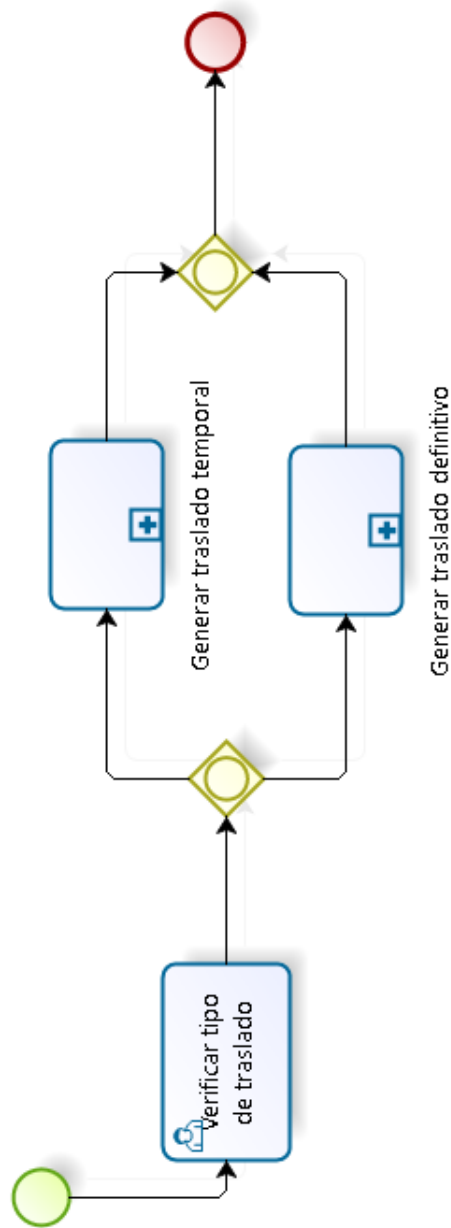 Verificar tipo
de traslado
Generar traslado temporal
Generar traslado definitivo